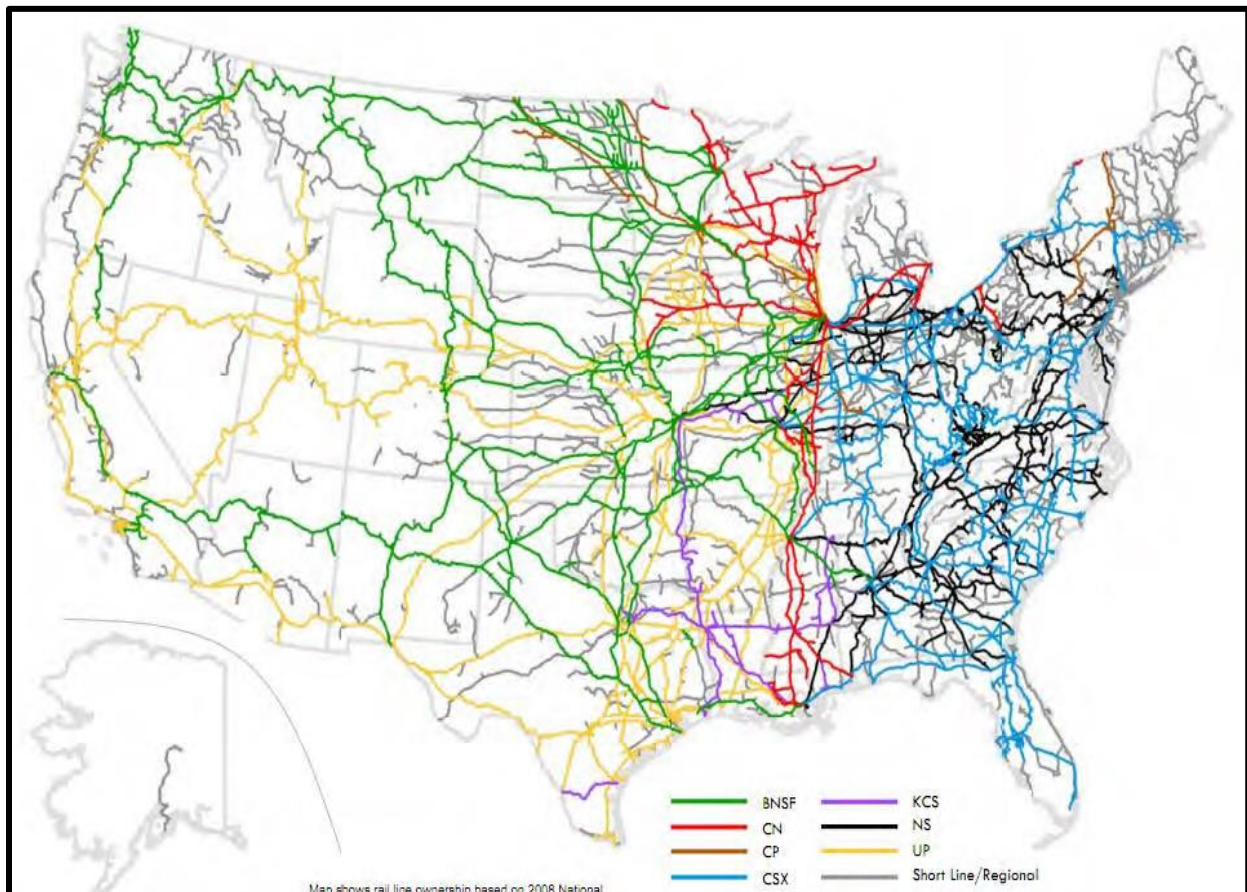 BNSF
CN
CP
CSX
KCS
NS
UP
Short Line/Regional
Map shows rail line ownership based on 2008 National